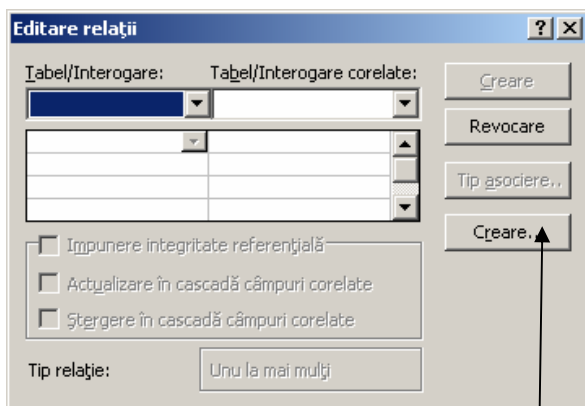 Editare relaţii
Tabel/Interogare: Tabel/Interogare corelate:
Creare
Revocare
Tip asociere..
Creare..
Impunere integritate referenţială
Actualizare în cascadă câmpuri corelate
Ştergere în cascadă câmpuri corelate
Tip relaţie: Unu la mai mulţi